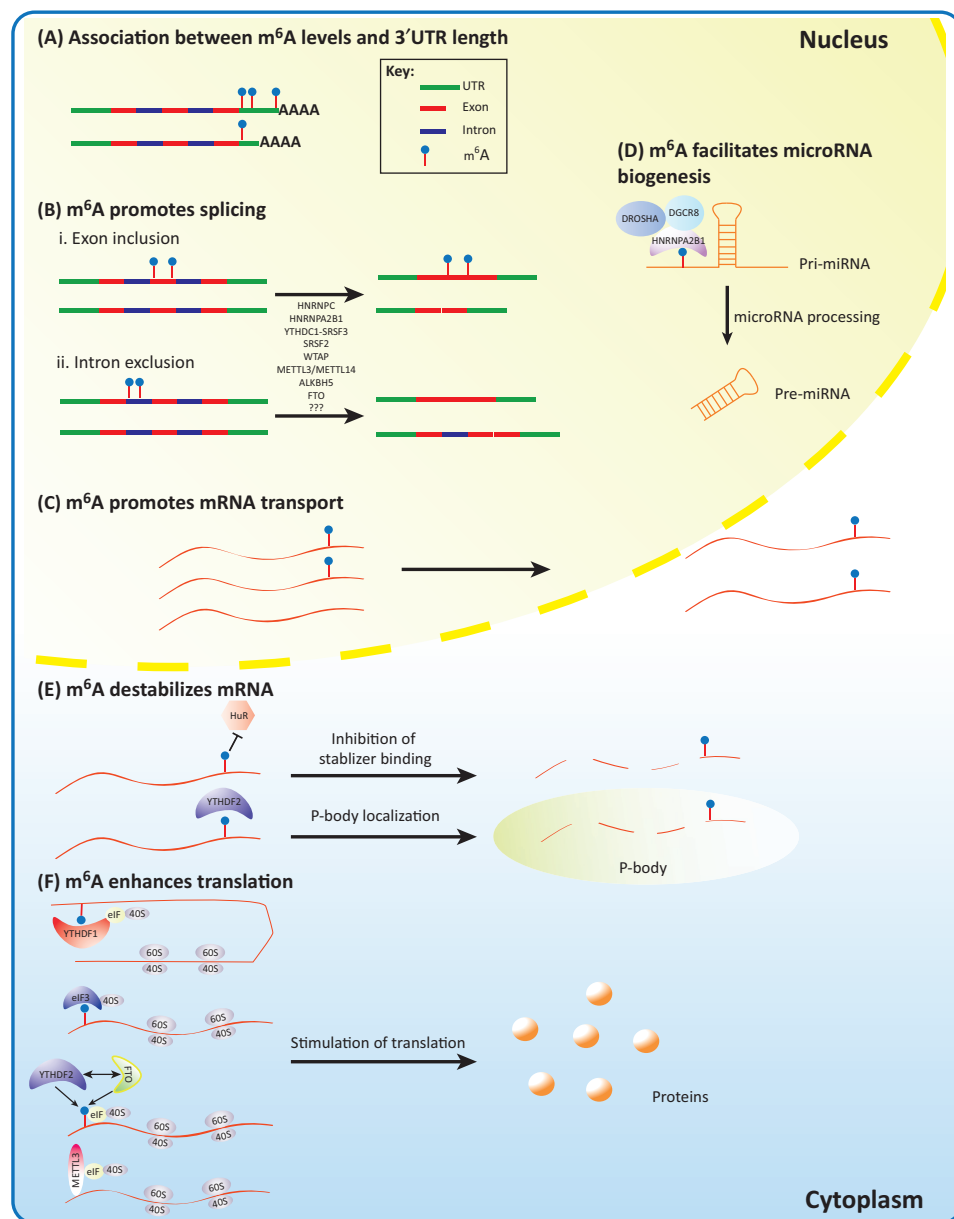 (A) Association between m⁶A levels and 3′UTR length
Nucleus
Key:
UTR
Exon
Intron
m⁶A
AAAA
AAAA
(B) m⁶A promotes splicing
i. Exon inclusion
HNRNPC
HNRNPA2B1
YTHDC1-SRSF3
SRSF2
WTAP
METTL3/METTL14
ALKBH5
FTO
???
ii. Intron exclusion
(D) m⁶A facilitates microRNA
biogenesis
DROSHA
DGCR8
HNRNPA2B1
Pri-miRNA
microRNA processing
Pre-miRNA
(C) m⁶A promotes mRNA transport
(E) m⁶A destabilizes mRNA
HuR
Inhibition of
stablizer binding
YTHDF2
P-body localization
P-body
(F) m⁶A enhances translation
YTHDF1
eIF
40S
60S
60S
40S
40S
eIF3
40S
60S
60S
40S
40S
Stimulation of translation
Proteins
YTHDF2
FTO
eIF
40S
60S
60S
40S
40S
METTL3
eIF
40S
60S
60S
40S
40S
Cytoplasm